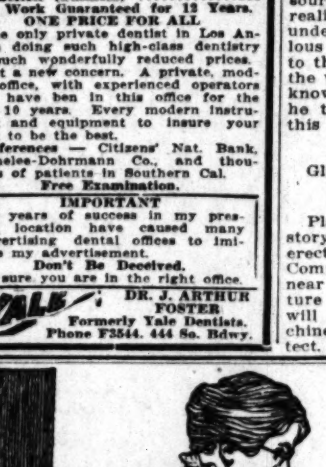 Work Guaranteed for 12 Years.
ONE PRICE FOR ALL
e only private dentist in Los An-
doing such high-class dentistry
uch wonderfully reduced prices.
t a new concern. A private, mod-
office, with experienced operators
have ben in this office for the
10 years. Every modern instru-
and equipment to insure your
to be the best.
ferences — Citizens' Nat. Bank,
nelee-Dohrmann Co., and thou-
s of patients in Southern Cal.
Free Examination.
IMPORTANT
years of success in my pres-
location have caused many
ertising dental offices to imi-
e my advertisement.
Don't Be Deceived.
sure you are in the right office.
YALE
DR. J. ARTHUR
FOSTER
Formerly Yale Dentists.
Phone F3544. 444 So. Bdwy.
reali
unde
lous
to th
the
know
he t
this
Gl
Pl
story
erect
Com
near
ture
will
chine
tect.